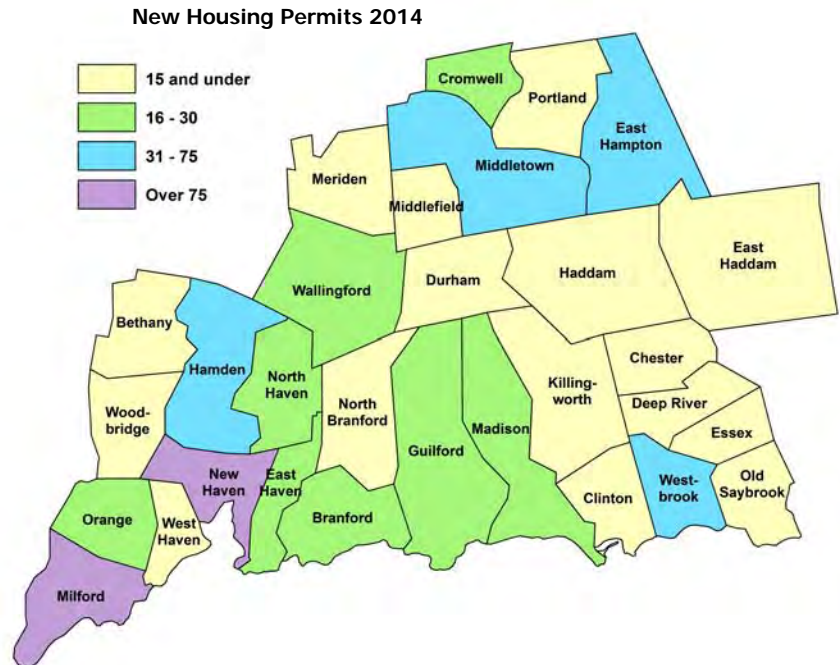 New Housing Permits 2014
15 and under
16 - 30
31 - 75
Over 75
Cromwell
Portland
East
Hampton
Middletown
Meriden
Middlefield
East
Haddam
Haddam
Durham
Wallingford
Bethany
Hamden
North
Haven
Chester
Killing-
worth
Deep River
Wood-
bridge
North
Branford
Guilford
Madison
Essex
New
Haven
East
Haven
West-
brook
Old
Saybrook
Clinton
Branford
Orange
West
Haven
Milford